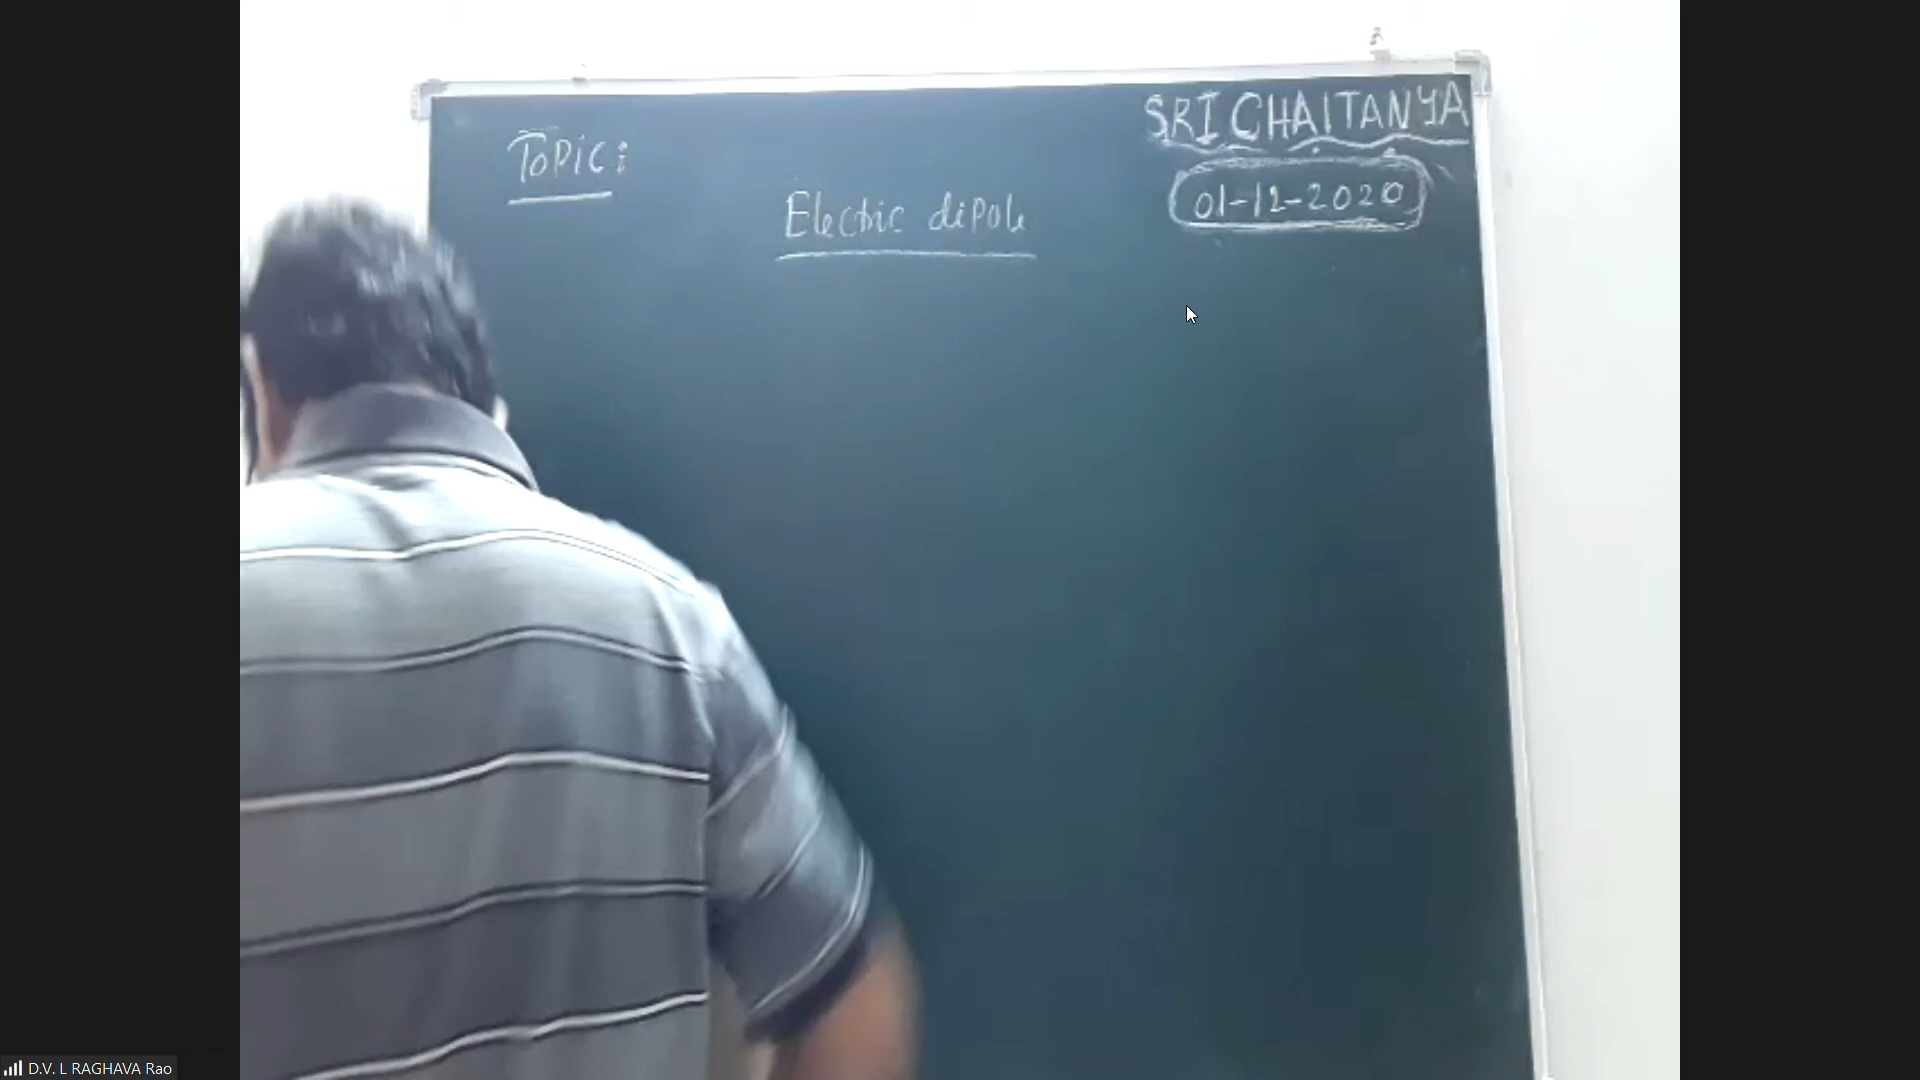 SRI CHAITANYA
Topic:
01-12-2020
Electric dipole
D.V. L RAGHAVA Rao